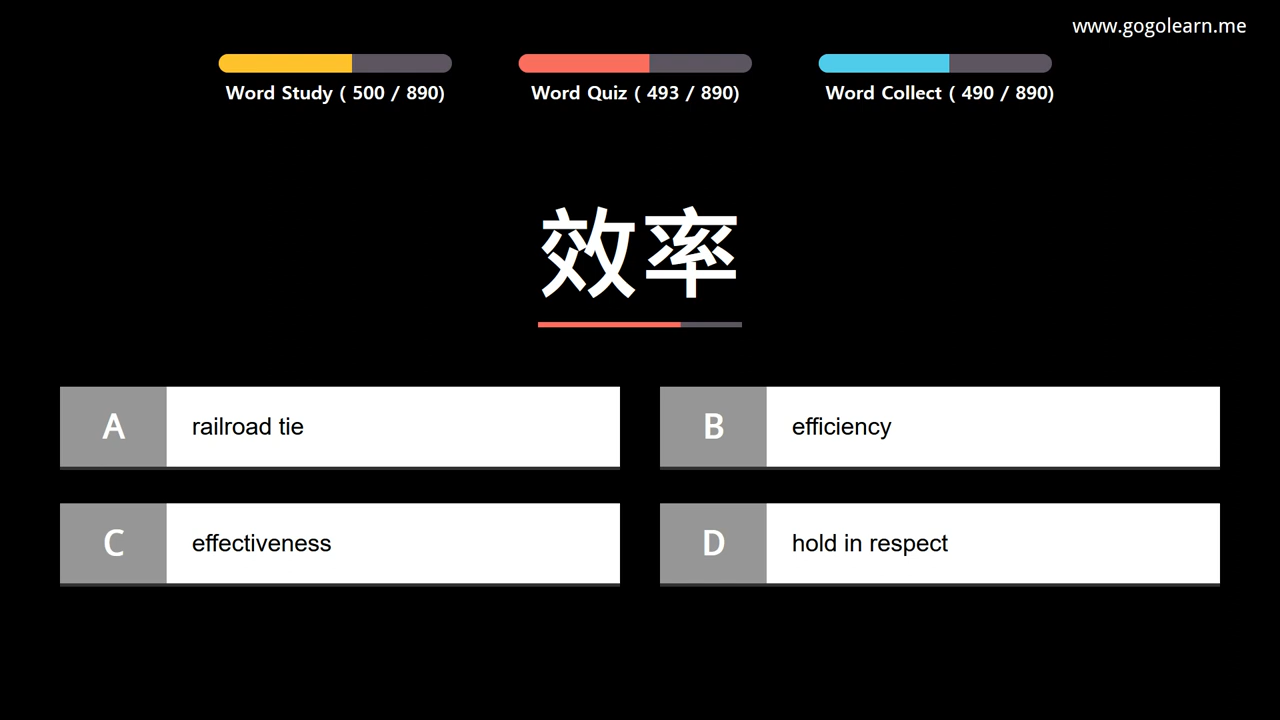 www.gogolearn.me
Word Study ( 500 / 890)
Word Quiz ( 493 / 890)
Word Collect ( 490 / 890)
效率
A railroad tie
B efficiency
C effectiveness
D hold in respect